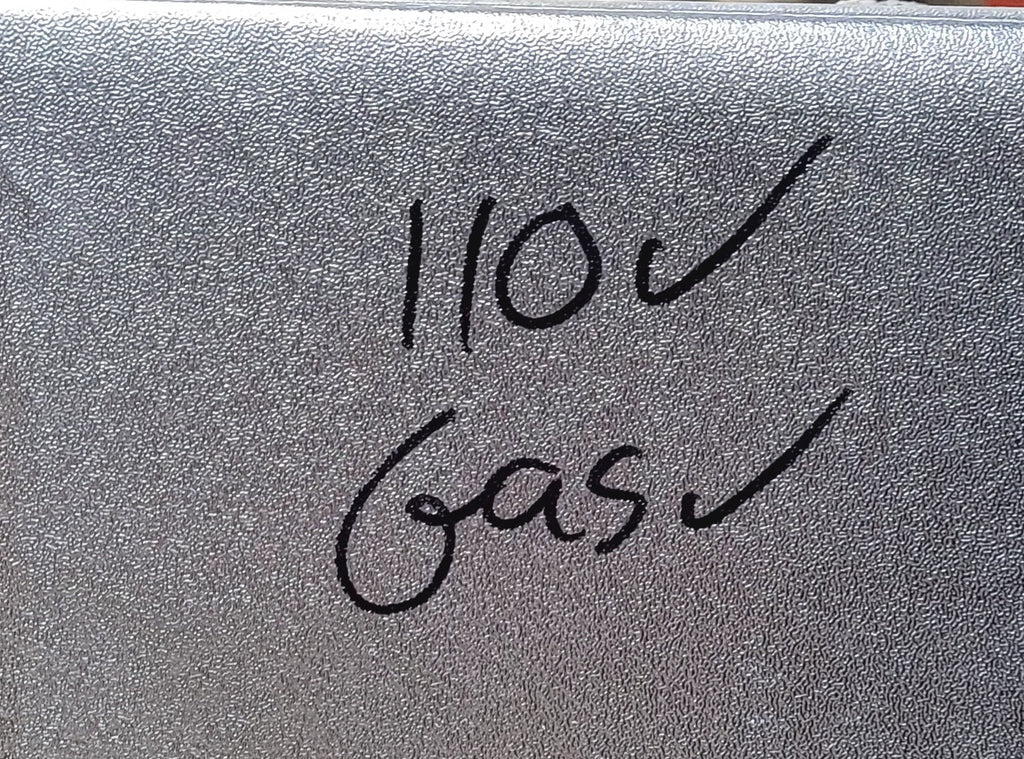 110 ✓
Gas ✓